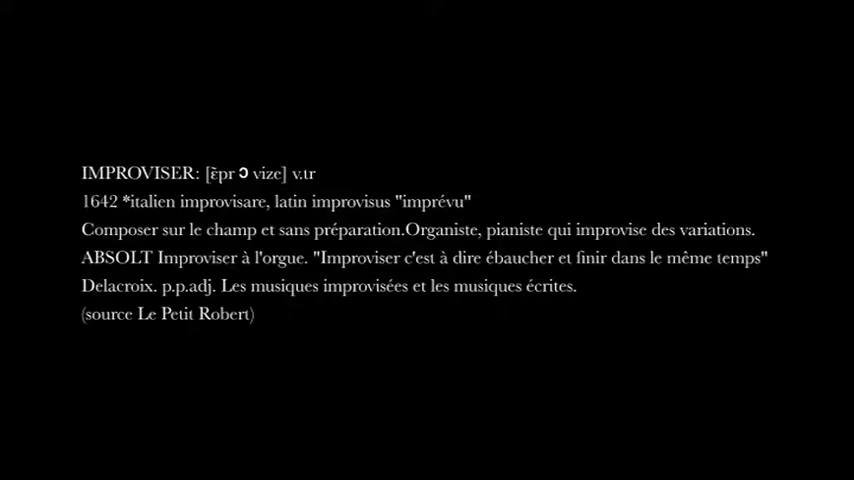 IMPROVISER: [ɛ̃pr ɔ vize] v.tr
1642 *italien improvisare, latin improvisus "imprévu"
Composer sur le champ et sans préparation.Organiste, pianiste qui improvise des variations.
ABSOLT Improviser à l'orgue. "Improviser c'est à dire ébaucher et finir dans le même temps"
Delacroix. p.p.adj. Les musiques improvisées et les musiques écrites.
(source Le Petit Robert)